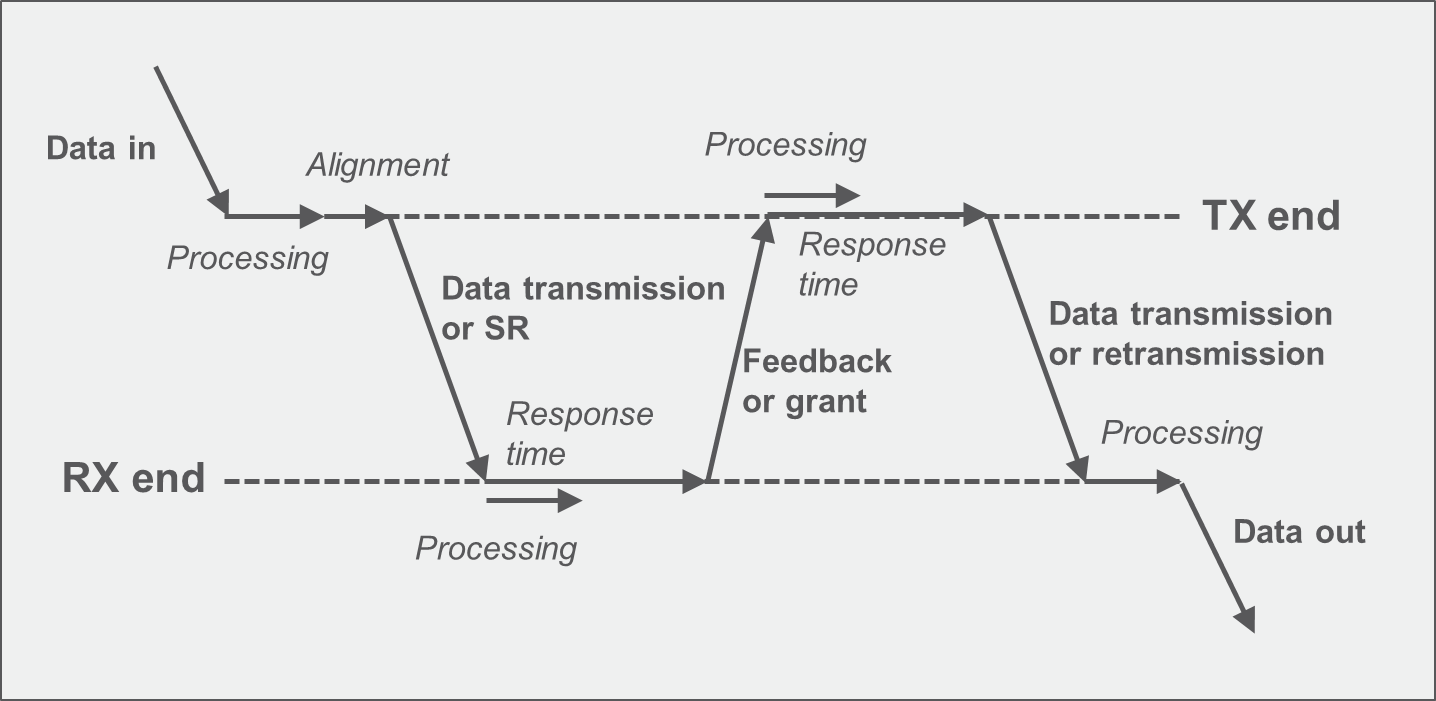 Data in
Alignment
Processing
Processing
TX end
Response
time
Data transmission
or SR
Data transmission
or retransmission
Feedback
or grant
Response
time
Processing
RX end
Processing
Data out